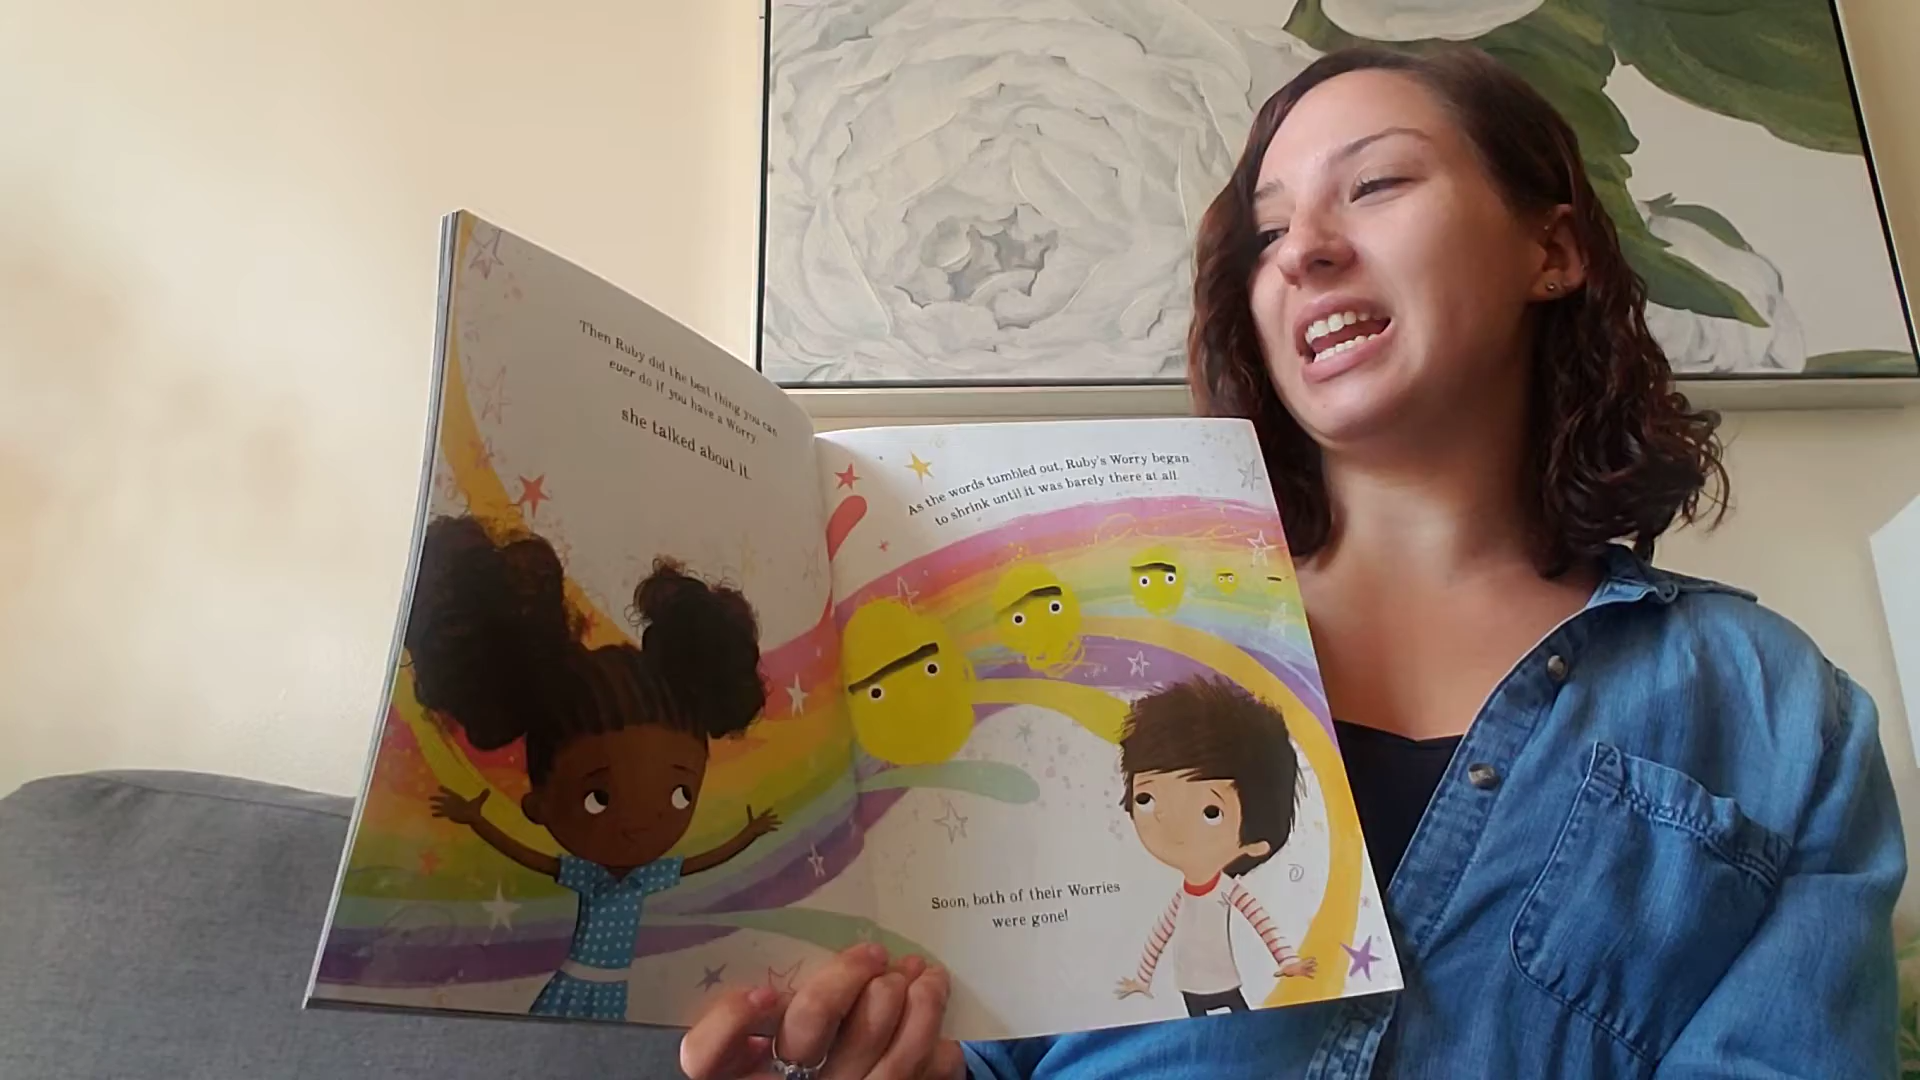 Then Ruby did the best thing you can
ever do if you have a Worry.
she talked about it.
As the words tumbled out, Ruby's Worry began
to shrink until it was barely there at all.
Soon, both of their Worries
were gone!